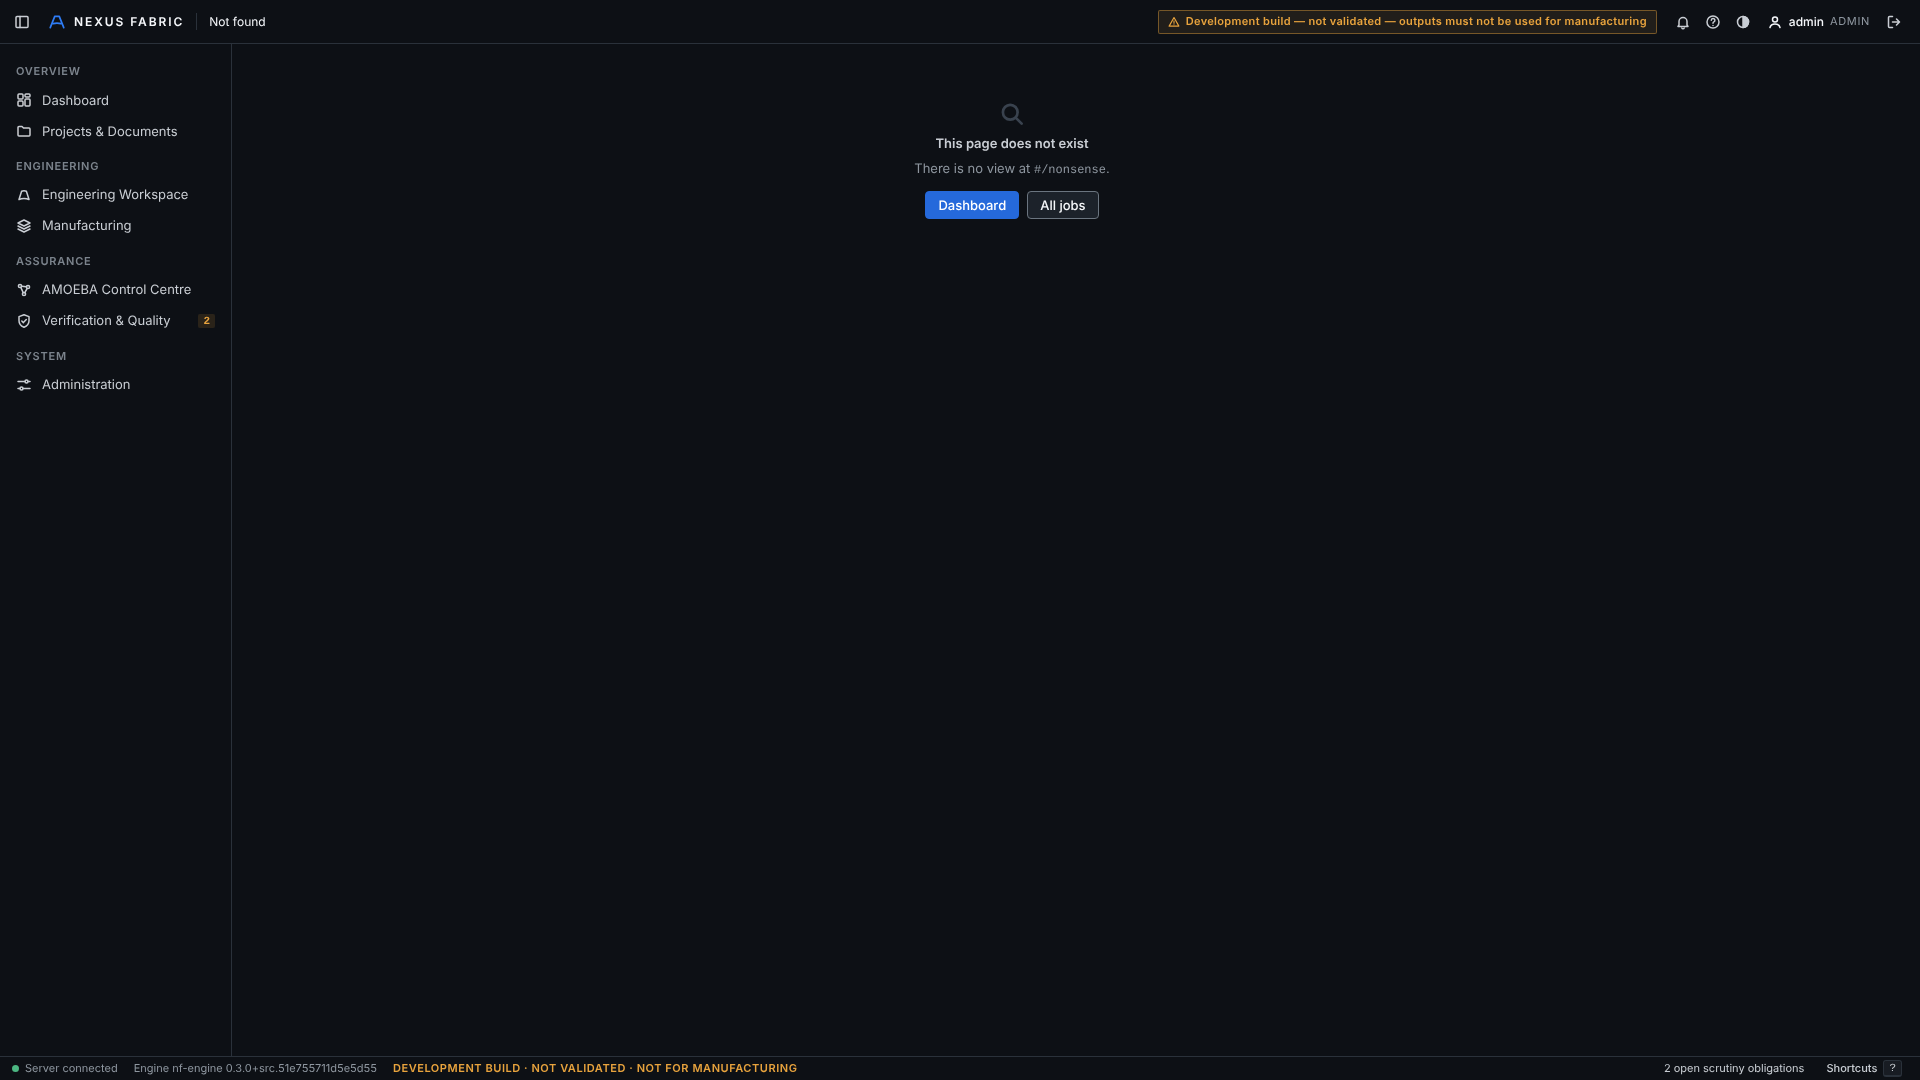 NEXUS FABRIC
Not found
Development build — not validated — outputs must not be used for manufacturing
admin ADMIN
OVERVIEW
Dashboard
Projects & Documents
ENGINEERING
Engineering Workspace
Manufacturing
ASSURANCE
AMOEBA Control Centre
Verification & Quality 2
SYSTEM
Administration
This page does not exist
There is no view at #/nonsense.
Dashboard
All jobs
Server connected
Engine nf-engine 0.3.0+src.51e755711d5e5d55
DEVELOPMENT BUILD · NOT VALIDATED · NOT FOR MANUFACTURING
2 open scrutiny obligations
Shortcuts ?